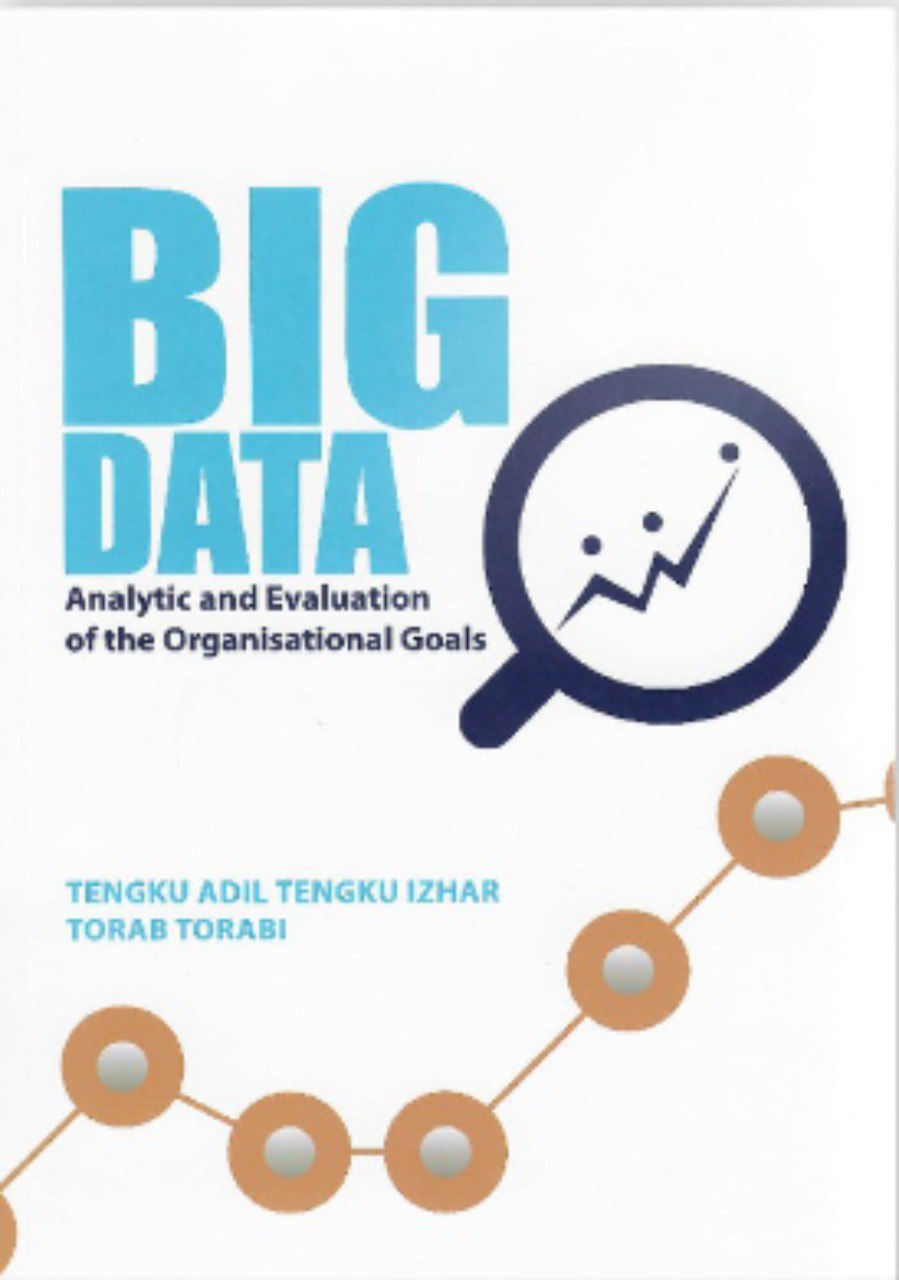 BIG
DATA
Analytic and Evaluation
of the Organisational Goals
TENGKU ADIL TENGKU IZHAR
TORAB TORABI